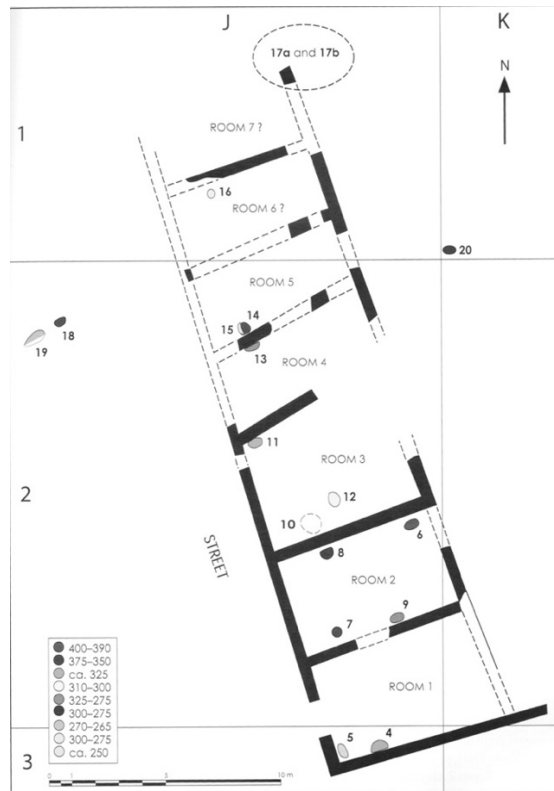 J
K
17a and 17b
N
1
ROOM 7 ?
16
ROOM 6 ?
20
ROOM 5
14
15
18
13
19
ROOM 4
11
ROOM 3
2
12
10
6
STREET
8
ROOM 2
9
7
400–390
375–350
ca. 325
310–300
325–275
300–275
270–265
300–275
ca. 250
ROOM 1
5
4
3
0 1 5 10 m